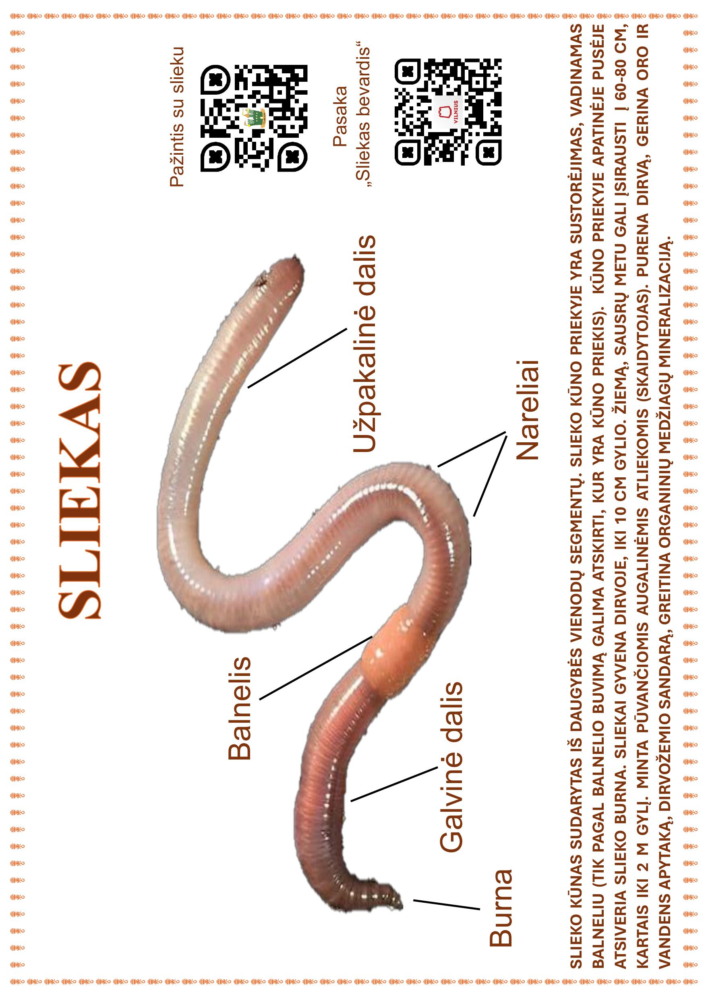 SLIEKAS
Pažintis su slieku
Pasaka
„Sliekas bevardis“
VILNIUS
Užpakalinė dalis
Balnelis
Nareliai
Galvinė dalis
Burna
SLIEKO KŪNAS SUDARYTAS IŠ DAUGYBĖS VIENODŲ SEGMENTŲ. SLIEKO KŪNO PRIEKYJE YRA SUSTORĖJIMAS, VADINAMAS
BALNELIU (TIK PAGAL BALNELIO BUVIMĄ GALIMA ATSKIRTI, KUR YRA KŪNO PRIEKIS). KŪNO PRIEKYJE APATINĖJE PUSĖJE
ATSIVERIA SLIEKO BURNA. SLIEKAI GYVENA DIRVOJE, IKI 10 CM GYLIO. ŽIEMĄ, SAUSRŲ METU GALI ĮSIRAUSTI Į 60-80 CM,
KARTAIS IKI 2 M GYLĮ. MINTA PŪVANČIOMIS AUGALINĖMIS ATLIEKOMIS (SKAIDYTOJAS). PURENA DIRVĄ, GERINA ORO IR
VANDENS APYTAKĄ, DIRVOŽEMIO SANDARĄ, GREITINA ORGANINIŲ MEDŽIAGŲ MINERALIZACIJĄ.